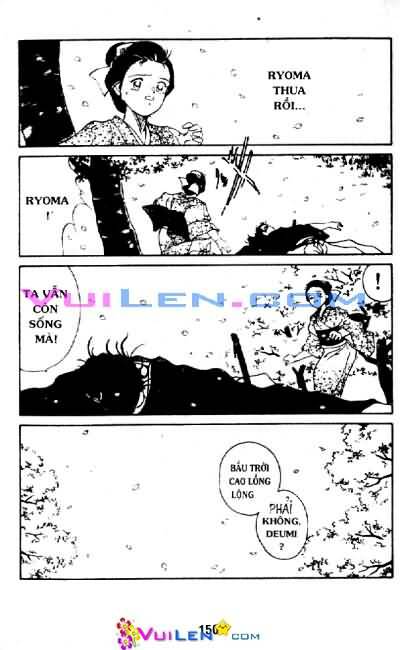 RYOMA
THUA
RỒI...
RYOMA
!
!
TA VẪN
CÒN
SỐNG
MÀ!
VUILEN.COM
BẦU TRỜI
CAO LỒNG
LỘNG
PHẢI
KHÔNG,
DEUMI
?
150
VUILEN.COM